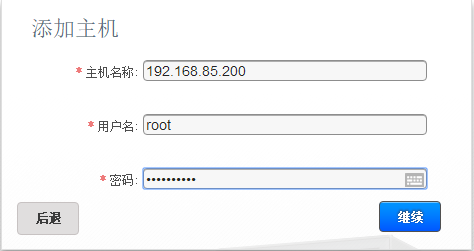 添加主机
* 主机名称: 192.168.85.200
* 用户名: root
* 密码: ••••••••••
后退 继续